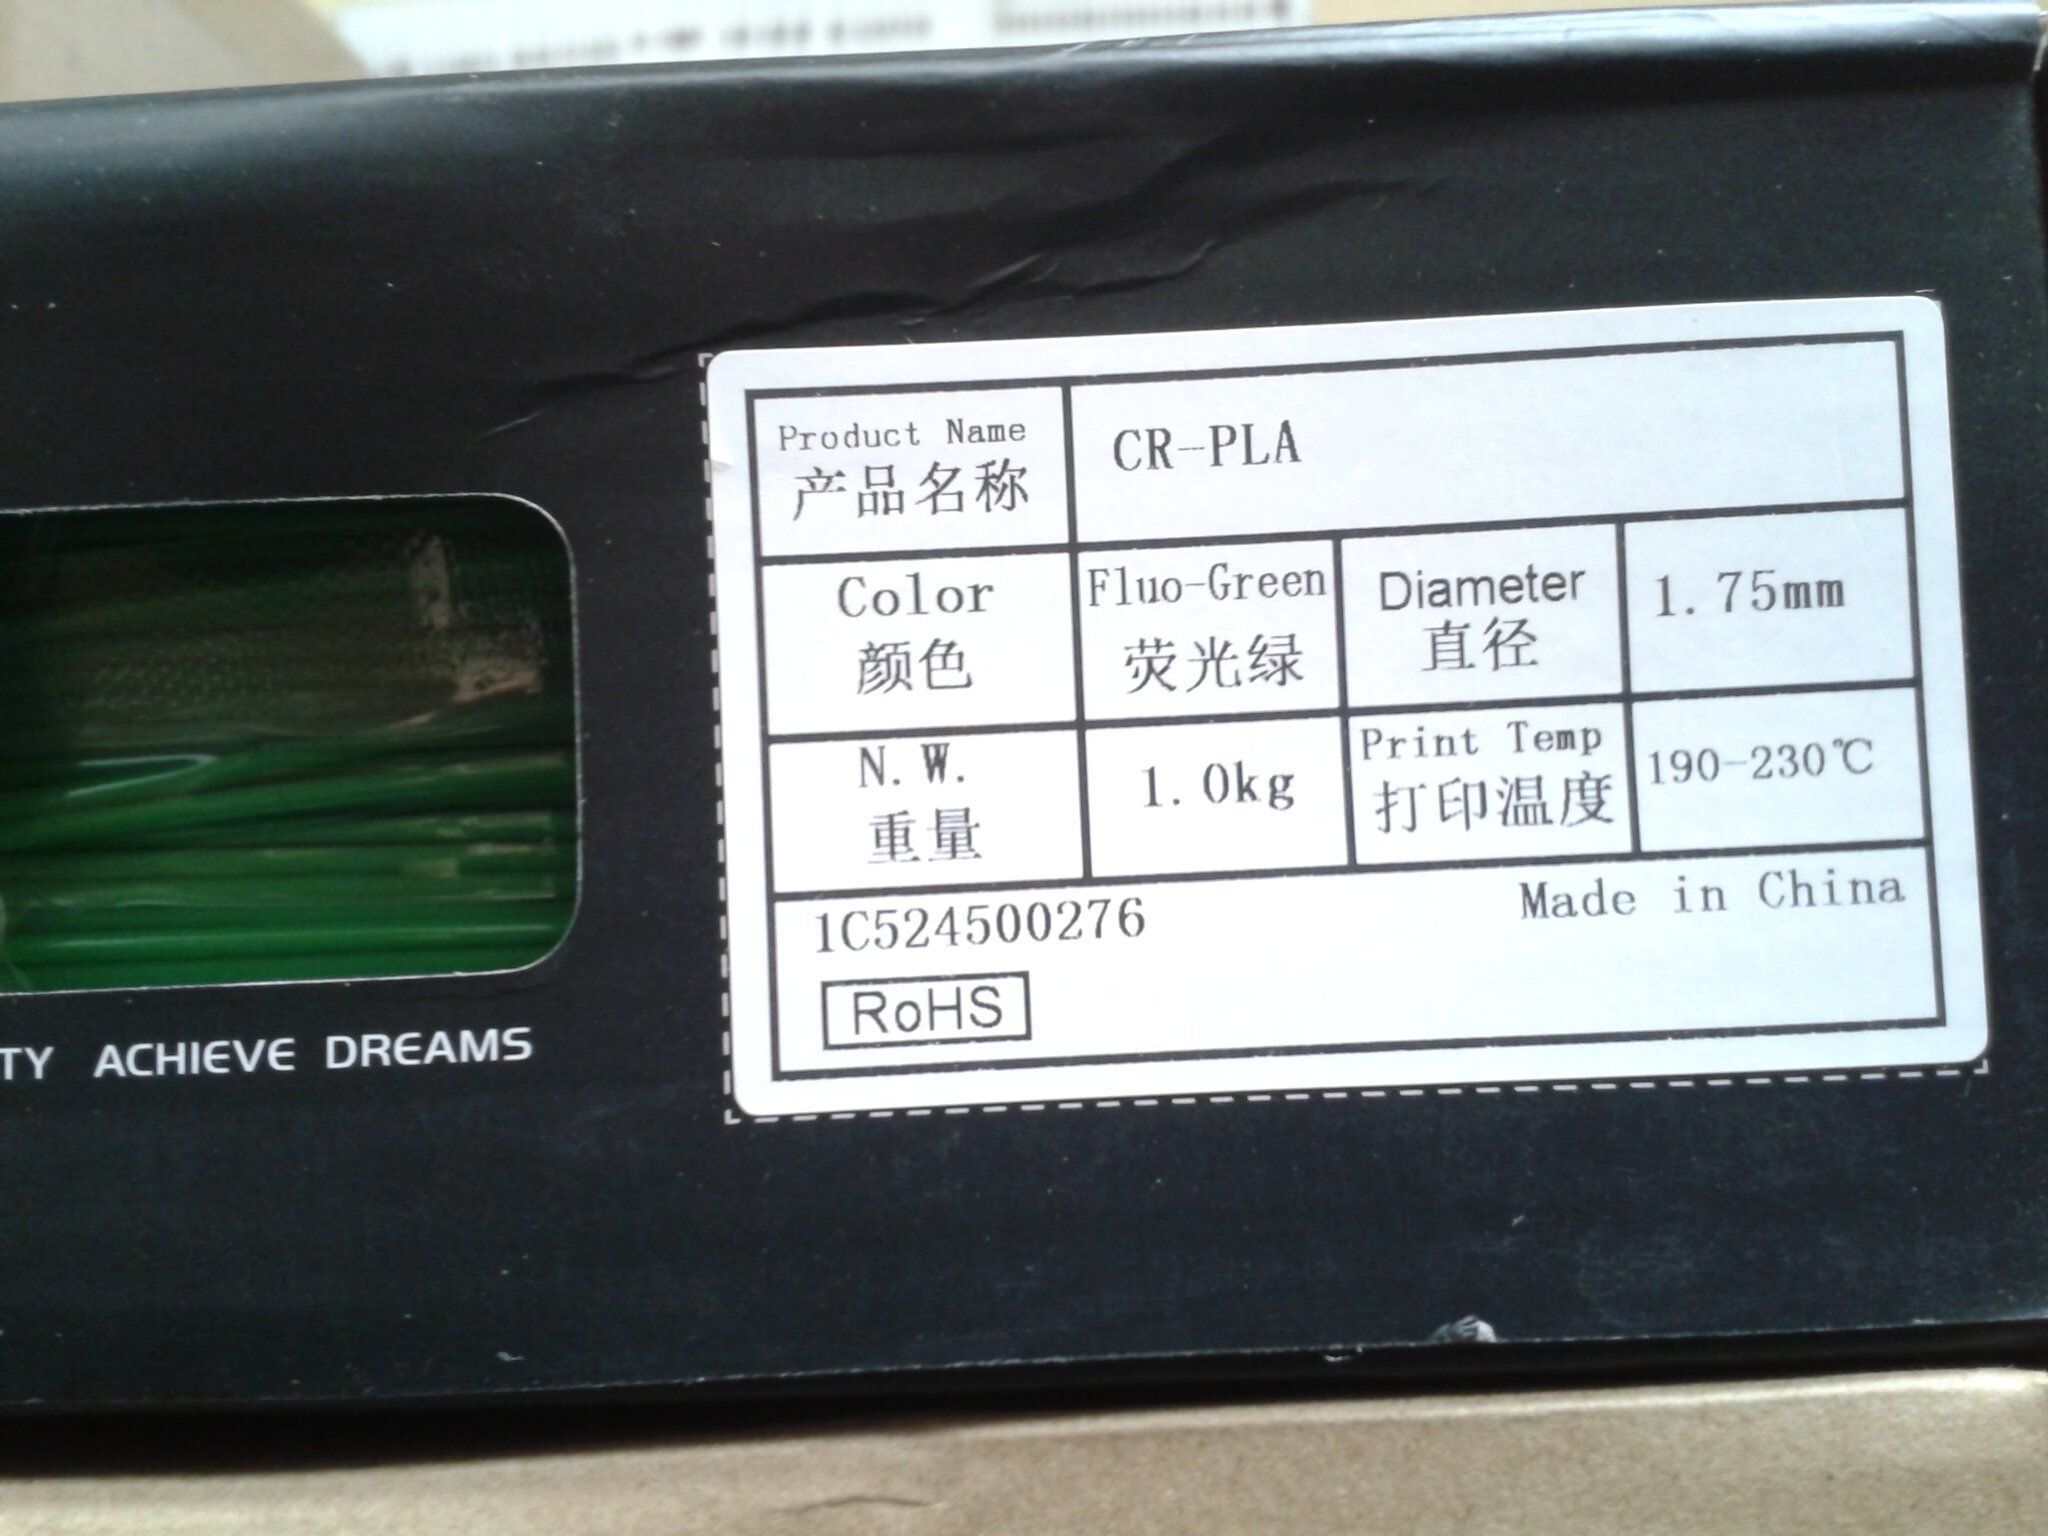 Product Name
产品名称
CR-PLA
Color
颜色
Fluo-Green
荧光绿
Diameter
直径
1.75mm
N.W.
重量
1.0kg
Print Temp
打印温度
190-230℃
1C524500276
Made in China
RoHS
TY ACHIEVE DREAMS